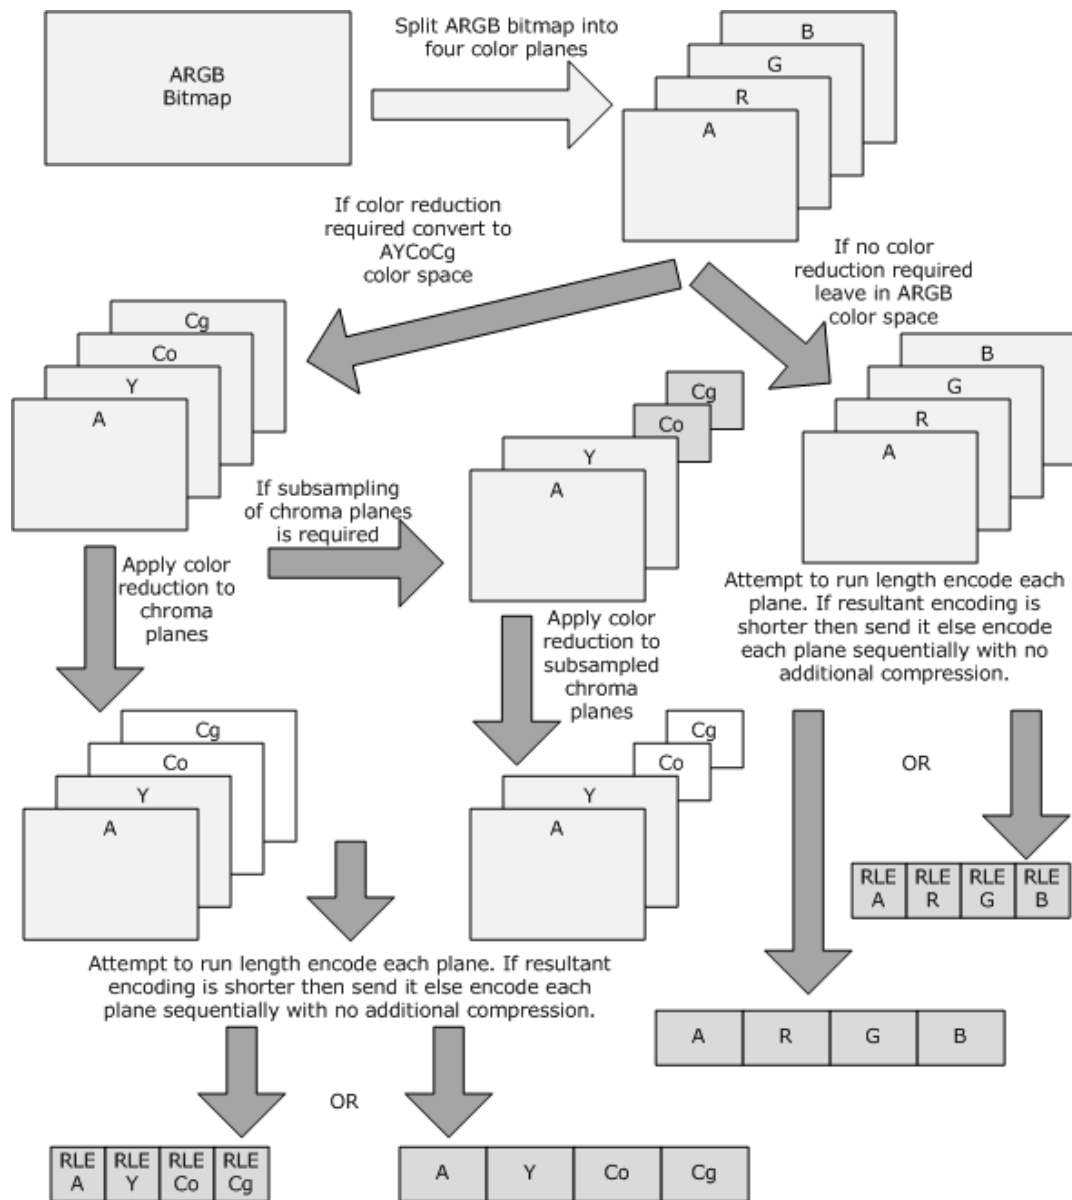 ARGB
Bitmap
Split ARGB bitmap into
four color planes
B
G
R
A
If color reduction
required convert to
AYCoCg
color space
If no color
reduction required
leave in ARGB
color space
Cg
Co
Y
A
Cg
Co
Y
A
B
G
R
A
If subsampling
of chroma planes
is required
Apply color
reduction to
chroma
planes
Apply color
reduction to
subsampled
chroma
planes
Attempt to run length encode each
plane. If resultant encoding is
shorter then send it else encode
each plane sequentially with no
additional compression.
Cg
Co
Y
A
Cg
Co
Y
A
OR
RLE A
RLE R
RLE G
RLE B
A R G B
Attempt to run length encode each plane. If resultant
encoding is shorter then send it else encode each
plane sequentially with no additional compression.
OR
RLE Y
RLE A
RLE Co
RLE Cg
A Y Co Cg